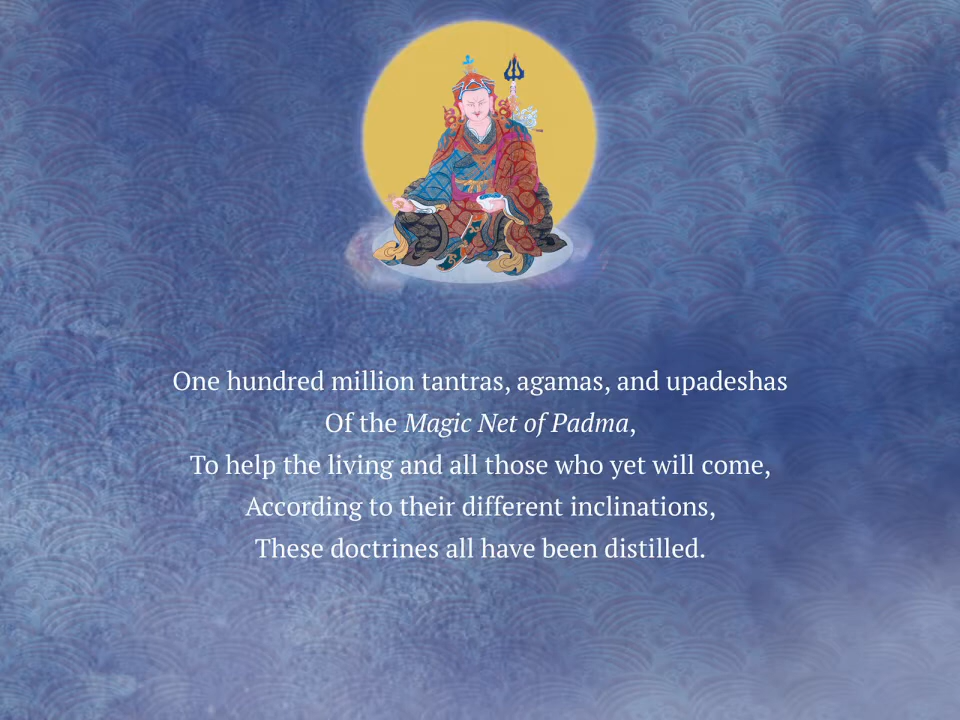 One hundred million tantras, agamas, and upadeshas
Of the Magic Net of Padma,
To help the living and all those who yet will come,
According to their different inclinations,
These doctrines all have been distilled.